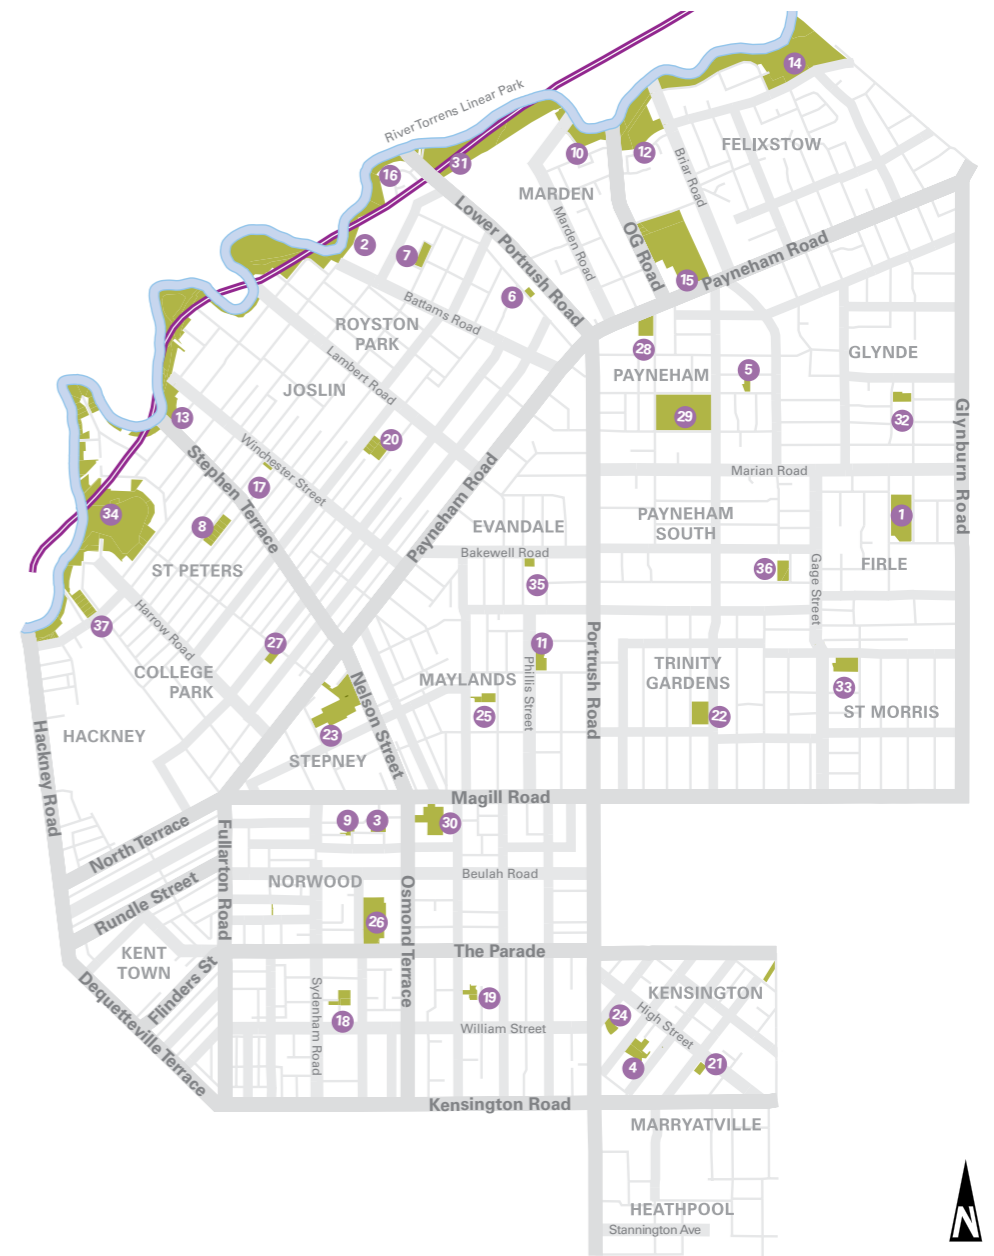 14
River Torrens Linear Park
FELIXSTOW
10
12
31
16
Briar Road
MARDEN
Lower Portrush Road
Marden Road
OG Road
2
7
Payneham Road
15
6
Battams Road
ROYSTON
PARK
28
GLYNDE
Lambert Road
5
PAYNEHAM
JOSLIN
29
32
13
Glynburn Road
20
Winchester Street
Stephen Terrace
Payneham Road
Marian Road
17
34
8
EVANDALE
PAYNEHAM
SOUTH
1
Bakewell Road
ST PETERS
36
Gage Street
FIRLE
35
37
Harrow Road
27
11
Portrush Road
COLLEGE
PARK
MAYLANDS
Phillis Street
TRINITY
GARDENS
33
Nelson Street
25
22
ST MORRIS
Hackney Road
HACKNEY
23
STEPNEY
Magill Road
9
3
30
North Terrace
Fullarton Road
Beulah Road
NORWOOD
Osmond Terrace
Rundle Street
26
KENT
TOWN
The Parade
Flinders St
Dequetteville Terrace
Sydenham Road
KENSINGTON
19
18
24
High Street
William Street
4
21
Kensington Road
MARRYATVILLE
HEATHPOOL
Stannington Ave
N